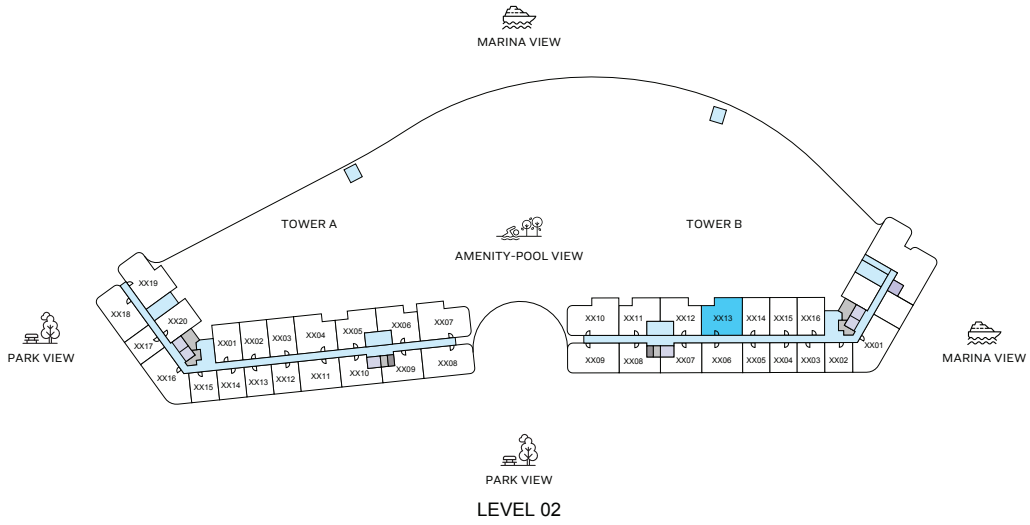 MARINA VIEW
TOWER A
TOWER B
AMENITY-POOL VIEW
XX19
XX18
XX20
XX17
XX16
XX15
XX01
XX02
XX03
XX04
XX05
XX06
XX07
XX14
XX13
XX12
XX11
XX10
XX09
XX08
XX10
XX11
XX12
XX13
XX14
XX15
XX16
XX09
XX08
XX07
XX06
XX05
XX04
XX03
XX02
XX01
PARK VIEW
MARINA VIEW
PARK VIEW
LEVEL 02